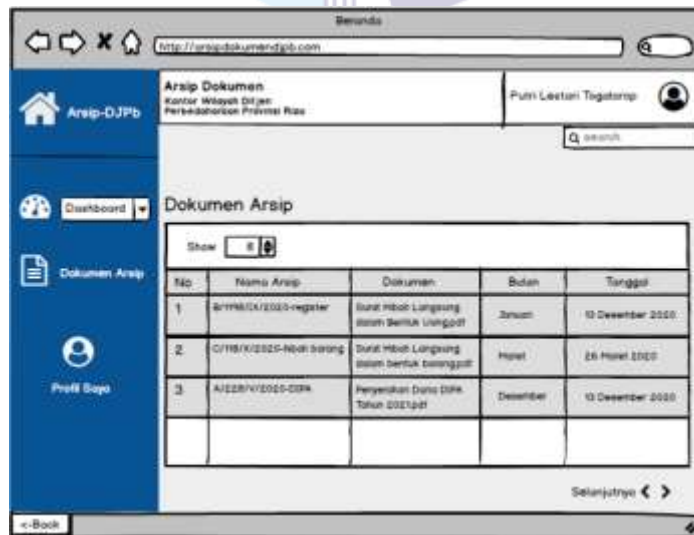 Beranda
http://arsipdokumendjpb.com
Arsip-DJPb
Arsip Dokumen
Kantor Wilayah Ditjen
Perbendaharaan Provinsi Riau
Putri Lestari Togatorop
search
Dashboard
Dokumen Arsip
Profil Saya
Dokumen Arsip
Show
No Nama Arsip Dokumen Bulan Tanggal
1 Surat Hibah Langsung Januari 10 Desember 2020
dalam Bentuk Uang.pdf
2 Surat Hibah Langsung Maret 26 Maret 2020
dalam bentuk barang.pdf
3 Penyerahan Dana DIPA Desember 13 Desember 2020
Tahun 2021.pdf
Selanjutnya < >
<-Back